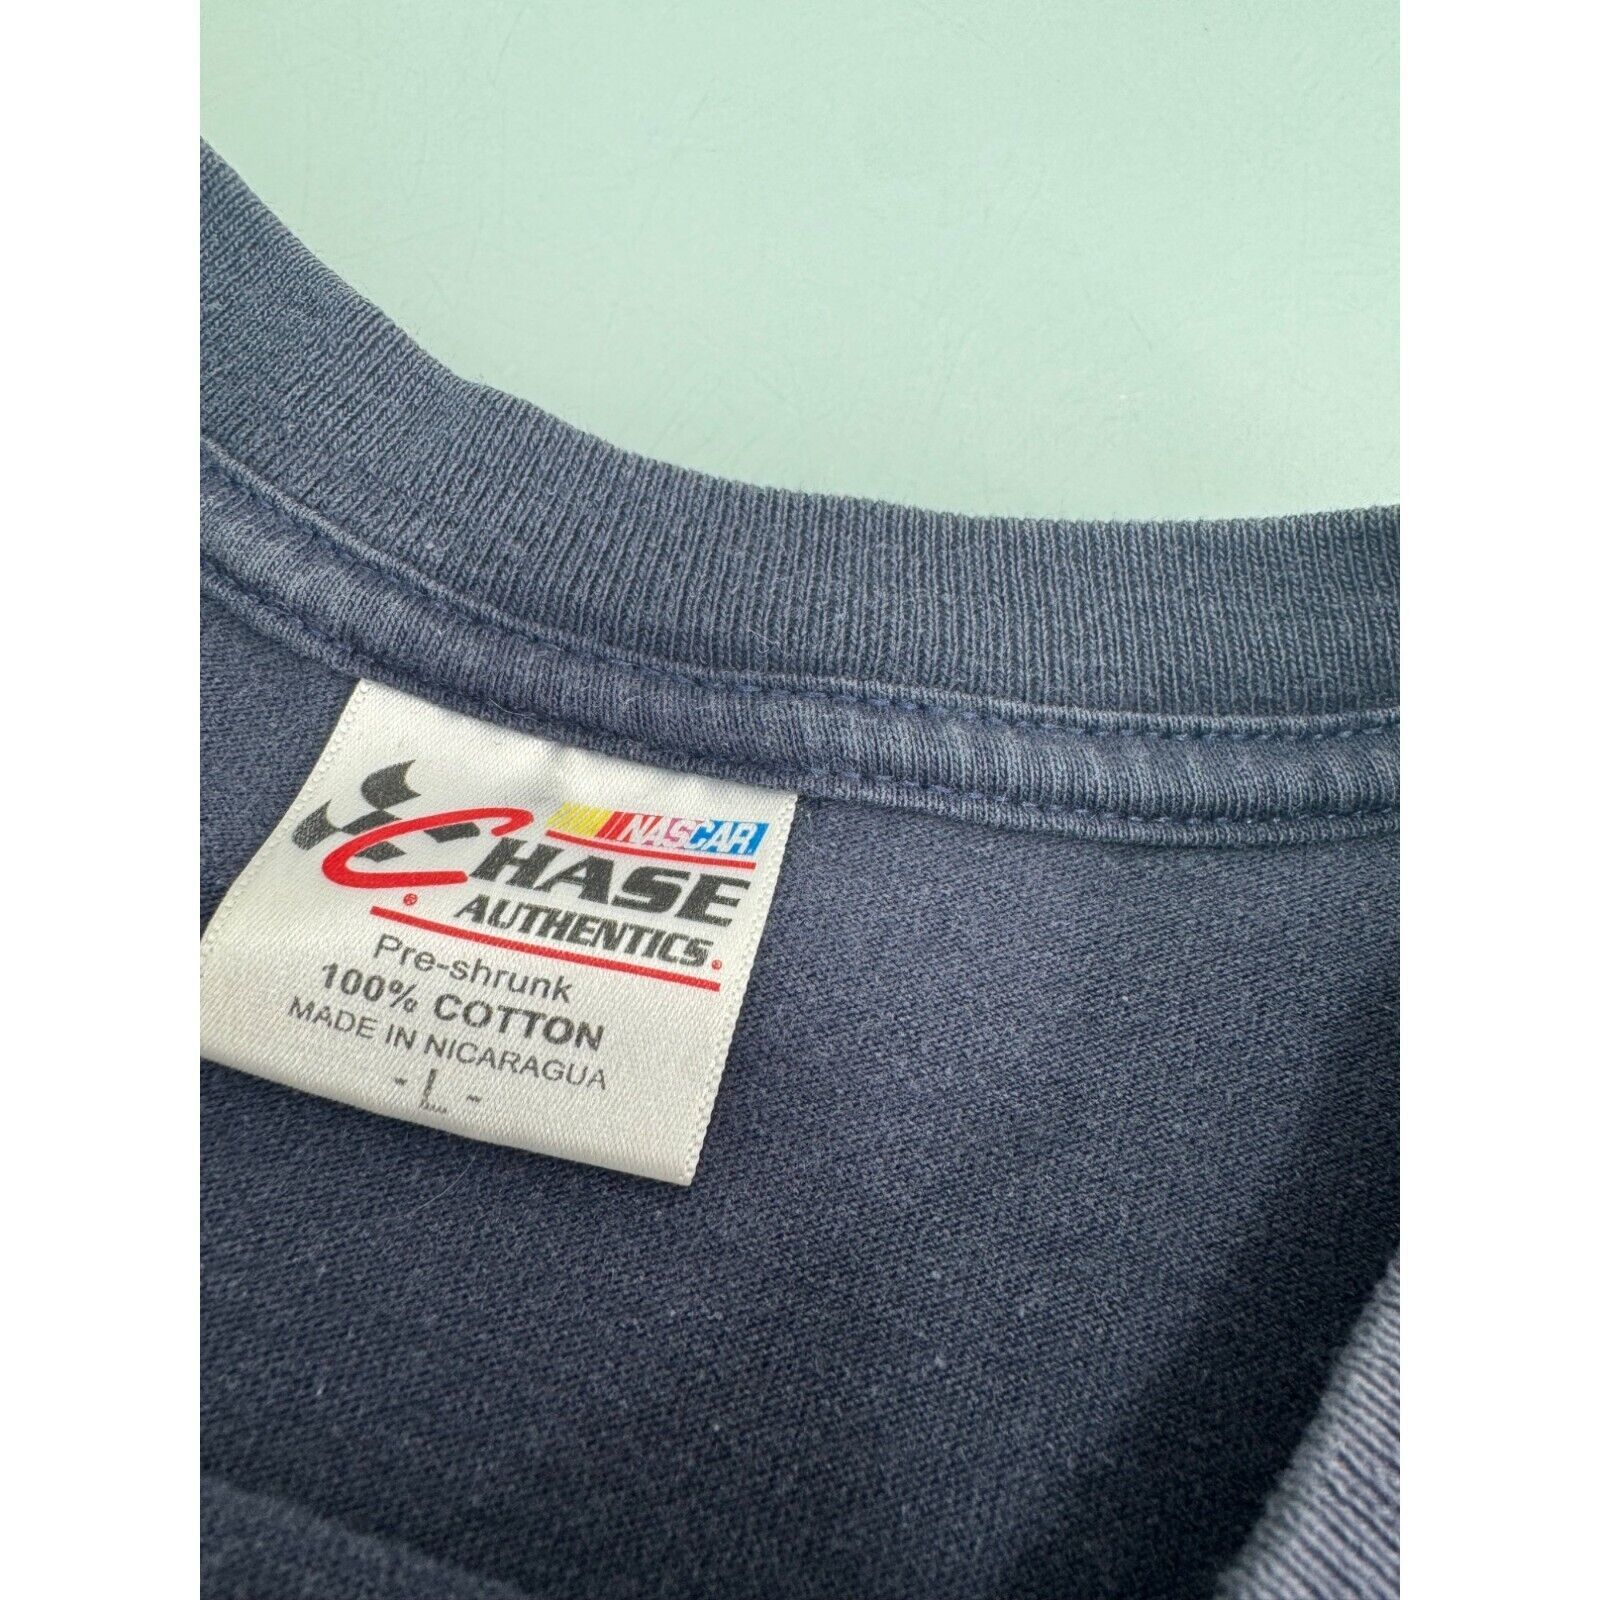 NASCAR
CHASE
®
AUTHENTICS®
Pre-shrunk
100% COTTON
MADE IN NICARAGUA
- L -